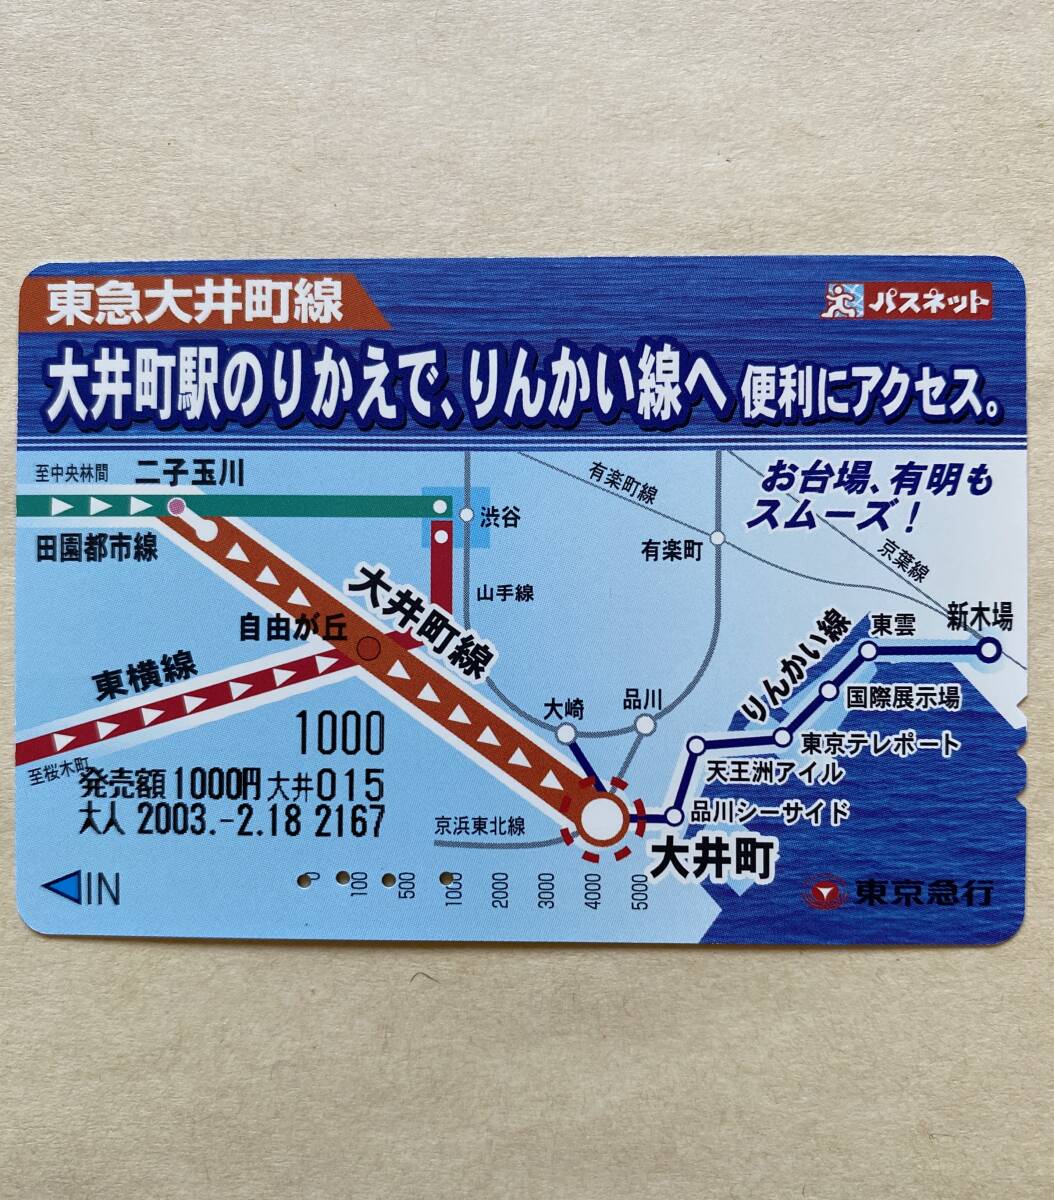 東急大井町線
パスネット
大井町駅のりかえで、りんかい線へ 便利にアクセス。
お台場、有明も
スムーズ！
至中央林間
二子玉川
田園都市線
渋谷
有楽町線
有楽町
京葉線
山手線
大井町線
自由が丘
東横線
至桜木町
大崎
品川
りんかい線
東雲
新木場
国際展示場
東京テレポート
天王洲アイル
品川シーサイド
大井町
京浜東北線
1000
発売額 1000円 大井015
大人 2003.-2.18 2167
IN
0 100 500 1000 2000 3000 4000 5000
東京急行